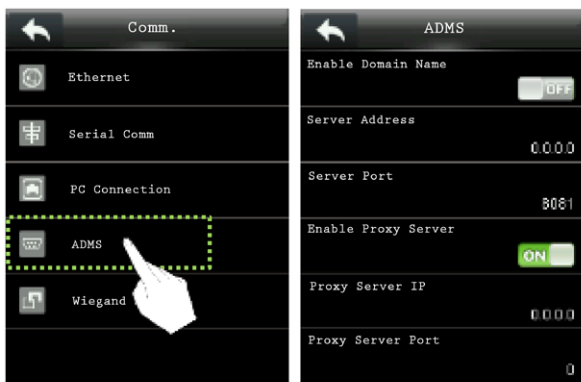 Comm.
Ethernet
Serial Comm
PC Connection
ADMS
Wiegand
ADMS
Enable Domain Name
OFF
Server Address
0.0.0.0
Server Port
8081
Enable Proxy Server
ON
Proxy Server IP
0.0.0.0
Proxy Server Port
0